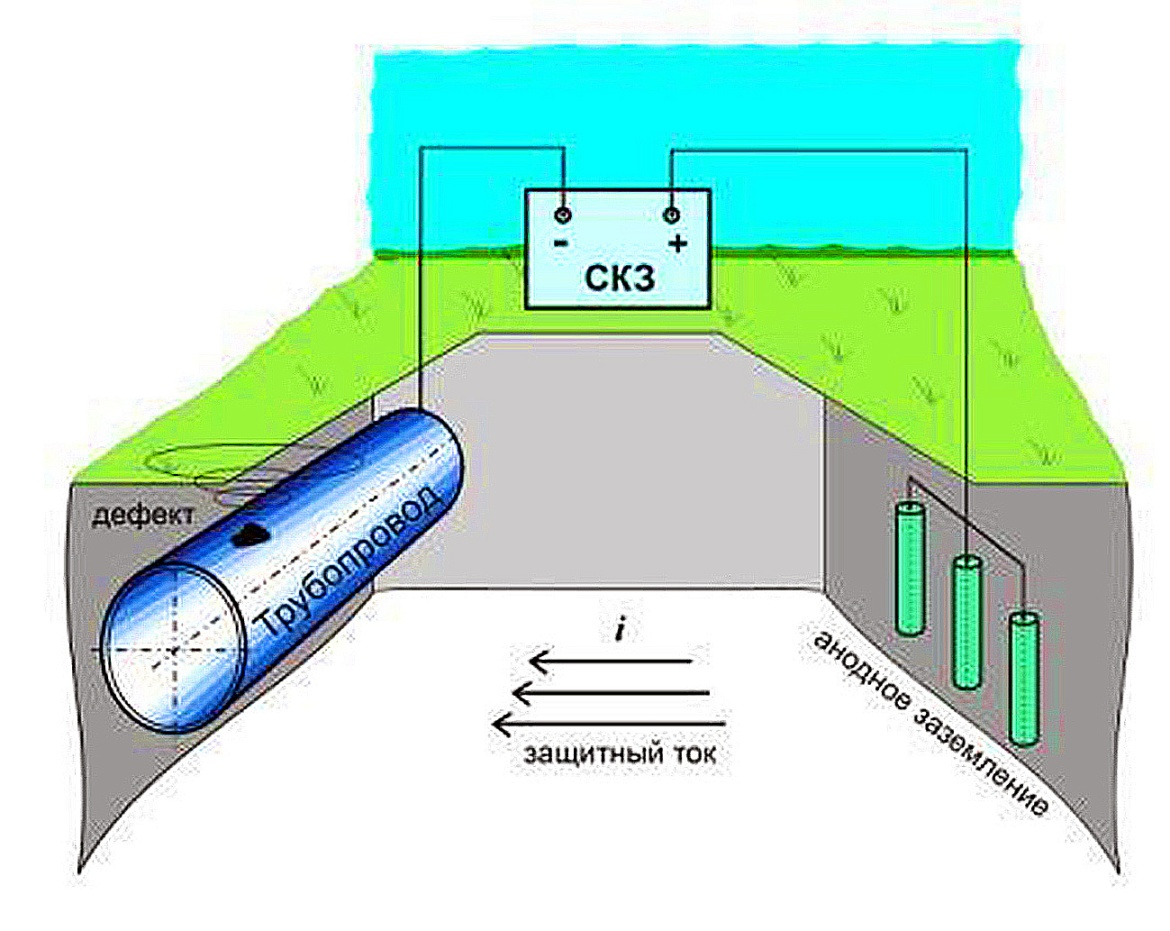 - +
СКЗ
дефект
Трубопровод
i
защитный ток
анодное заземление